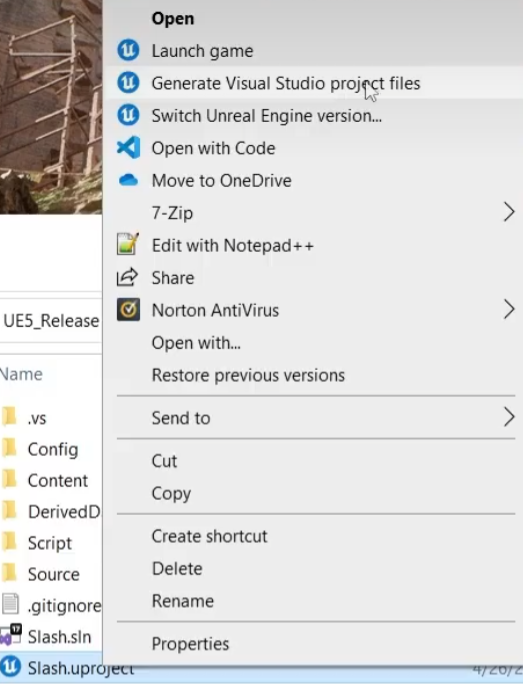 Open
Launch game
Generate Visual Studio project files
Switch Unreal Engine version...
Open with Code
Move to OneDrive
7-Zip
Edit with Notepad++
Share
Norton AntiVirus
Open with...
Restore previous versions
Send to
Cut
Copy
Create shortcut
Delete
Rename
Properties
UE5_Release
Name
.vs
Config
Content
DerivedD
Script
Source
.gitignore
Slash.sln
Slash.uproject